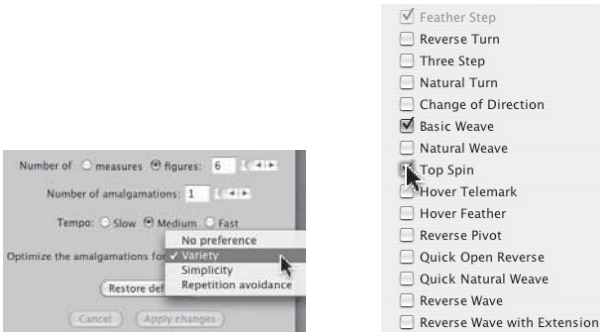 Number of measures figures: 6
Number of amalgamations: 1
Tempo: Slow Medium Fast
No preference
Optimize the amalgamations for ✓ Variety
Simplicity
Repetition avoidance
Restore def
Cancel Apply changes
Feather Step
Reverse Turn
Three Step
Natural Turn
Change of Direction
Basic Weave
Natural Weave
Top Spin
Hover Telemark
Hover Feather
Reverse Pivot
Quick Open Reverse
Quick Natural Weave
Reverse Wave
Reverse Wave with Extension